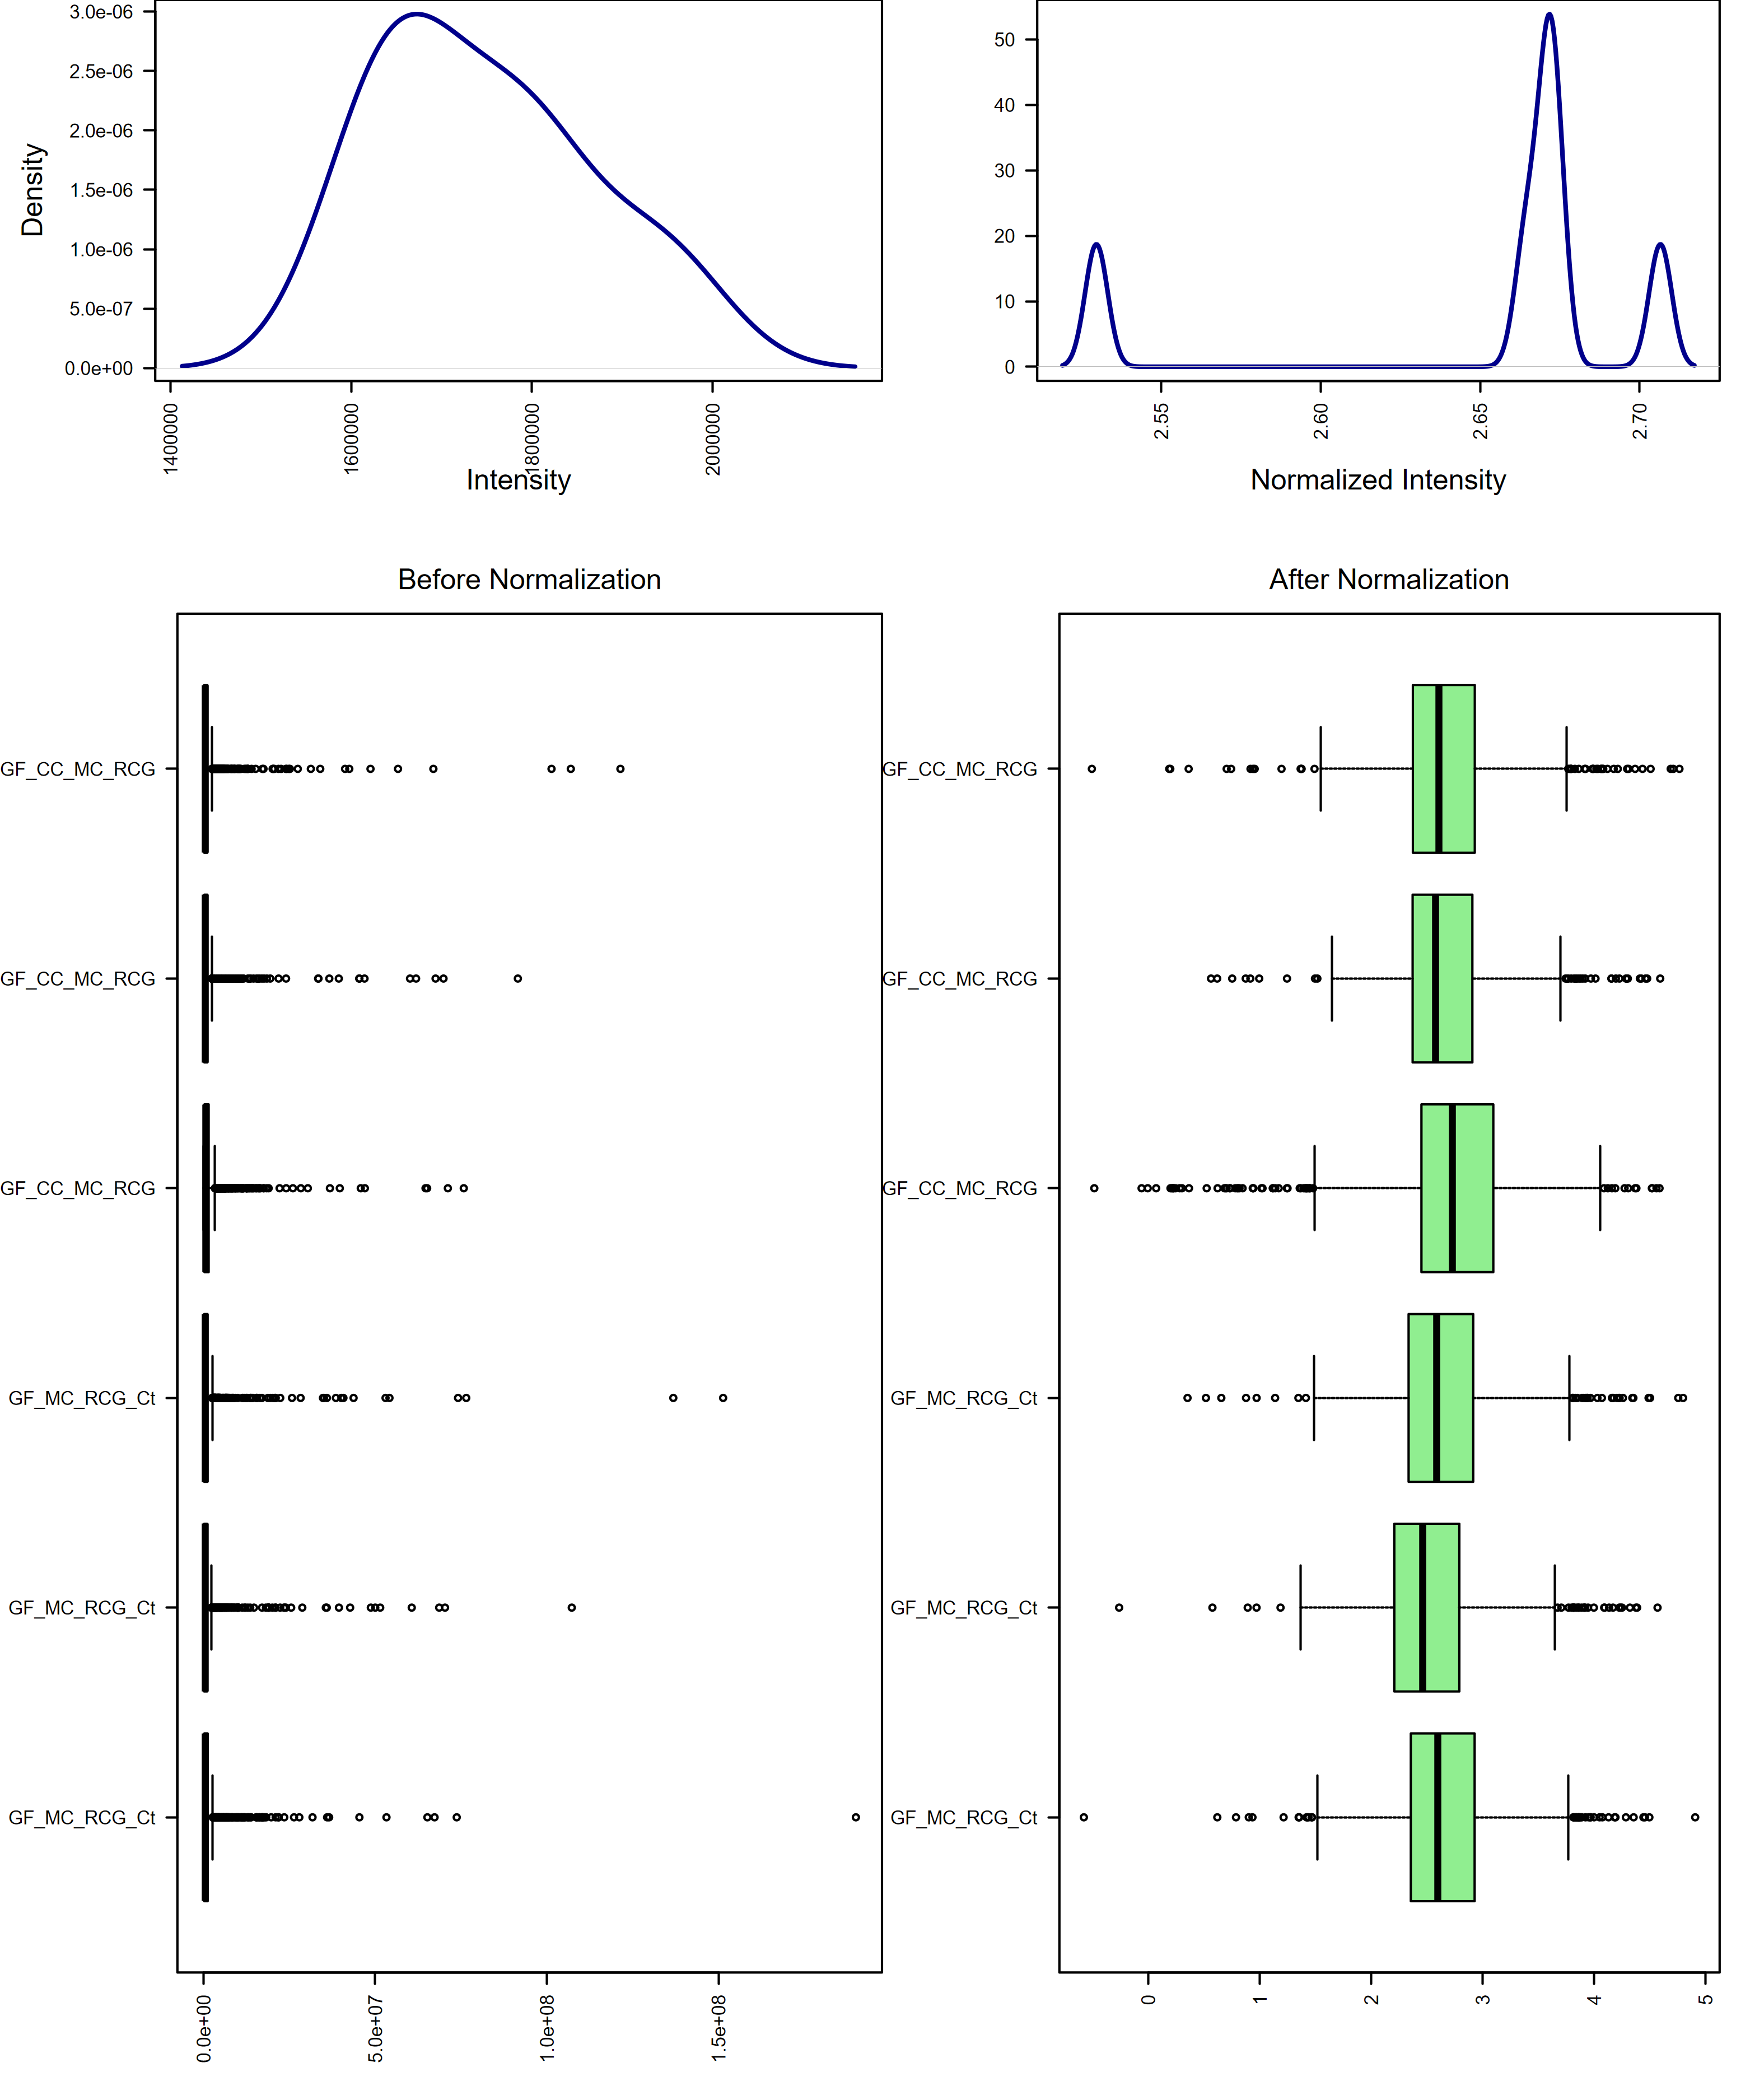 Density
3.0e-06
2.5e-06
2.0e-06
1.5e-06
1.0e-06
5.0e-07
0.0e+00
1400000
1600000
1800000
2000000
Intensity
50
40
30
20
10
0
2.55
2.60
2.65
2.70
Normalized Intensity
Before Normalization
GF_CC_MC_RCG
GF_CC_MC_RCG
GF_CC_MC_RCG
GF_MC_RCG_Ct
GF_MC_RCG_Ct
GF_MC_RCG_Ct
0.0e+00
5.0e+07
1.0e+08
1.5e+08
After Normalization
GF_CC_MC_RCG
GF_CC_MC_RCG
GF_CC_MC_RCG
GF_MC_RCG_Ct
GF_MC_RCG_Ct
GF_MC_RCG_Ct
0
1
2
3
4
5